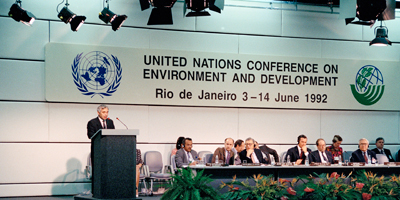 UNITED NATIONS CONFERENCE ON
ENVIRONMENT AND DEVELOPMENT
Rio de Janeiro 3-14 June 1992